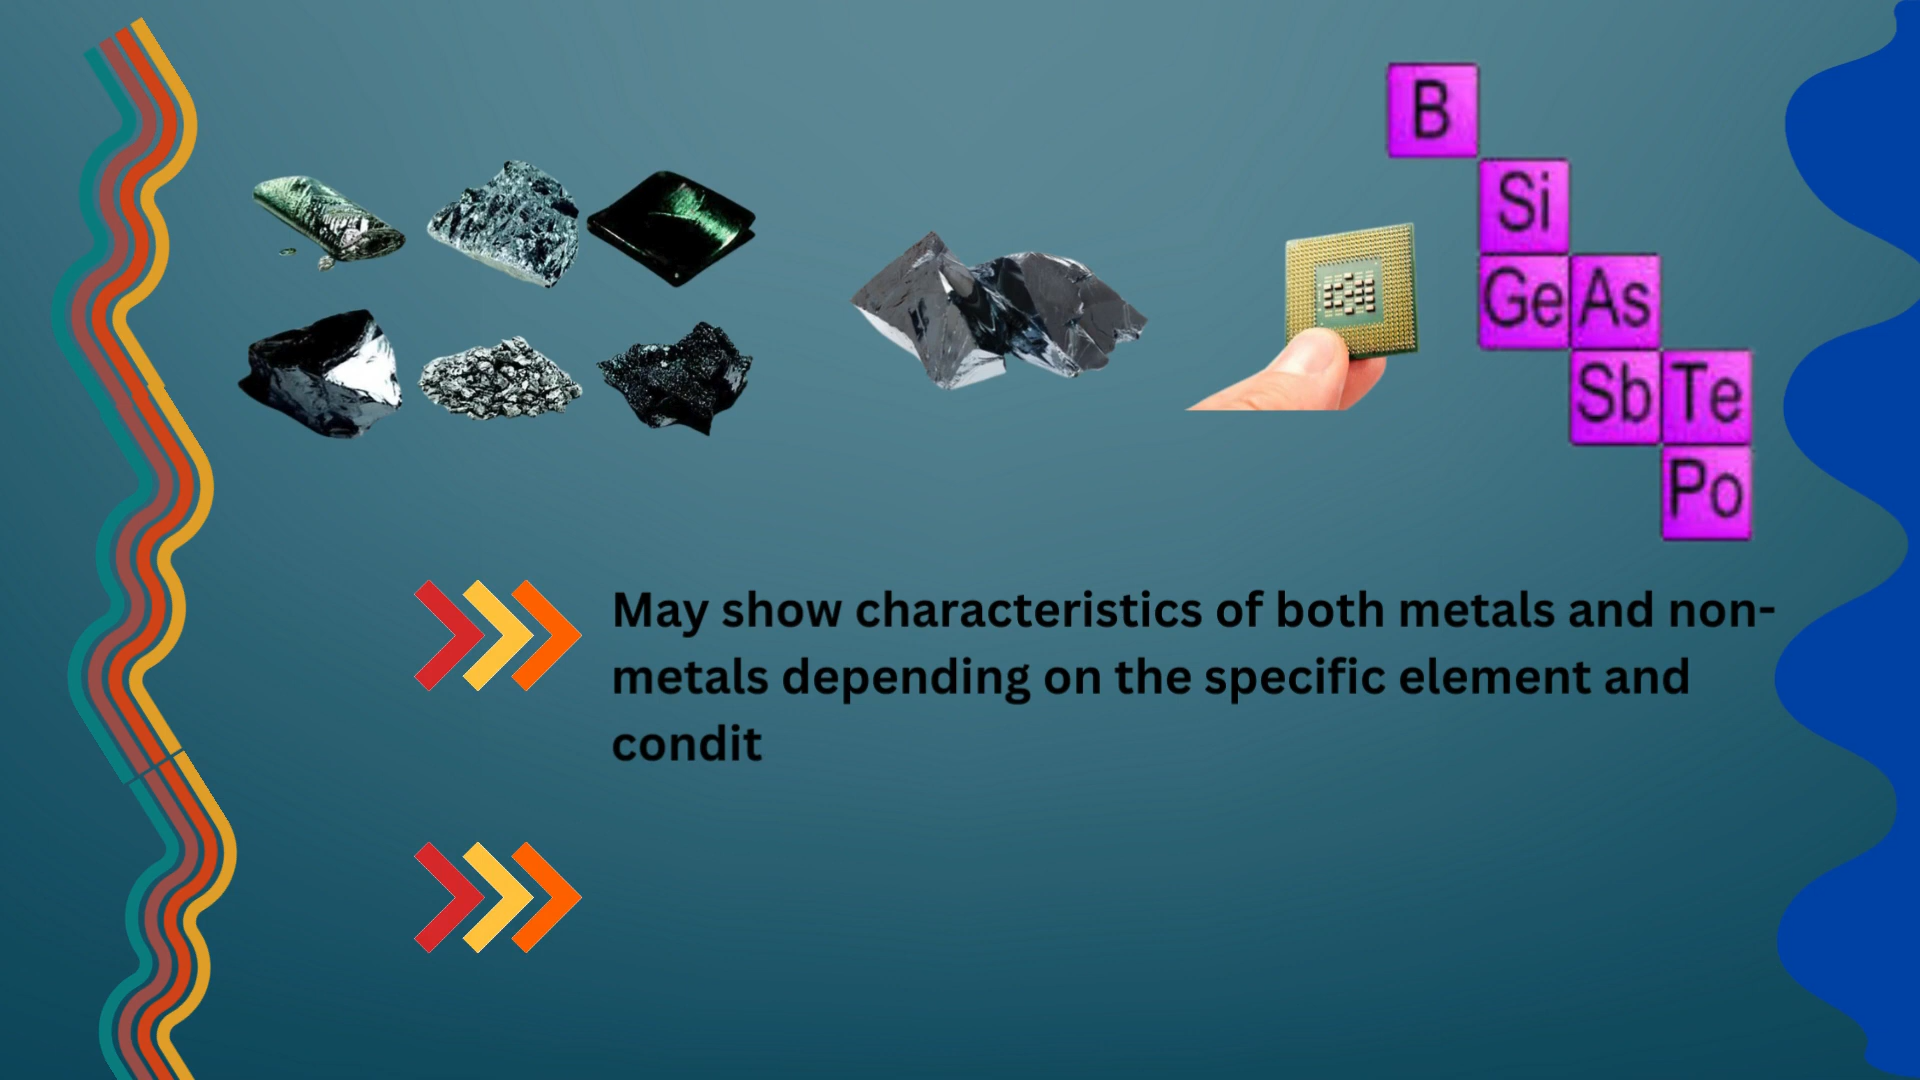 B
Si
Ge As
Sb Te
Po
May show characteristics of both metals and non-
metals depending on the specific element and
condit